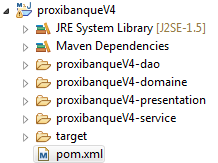 proxibanqueV4
JRE System Library [J2SE-1.5]
Maven Dependencies
proxibanqueV4-dao
proxibanqueV4-domaine
proxibanqueV4-presentation
proxibanqueV4-service
target
pom.xml